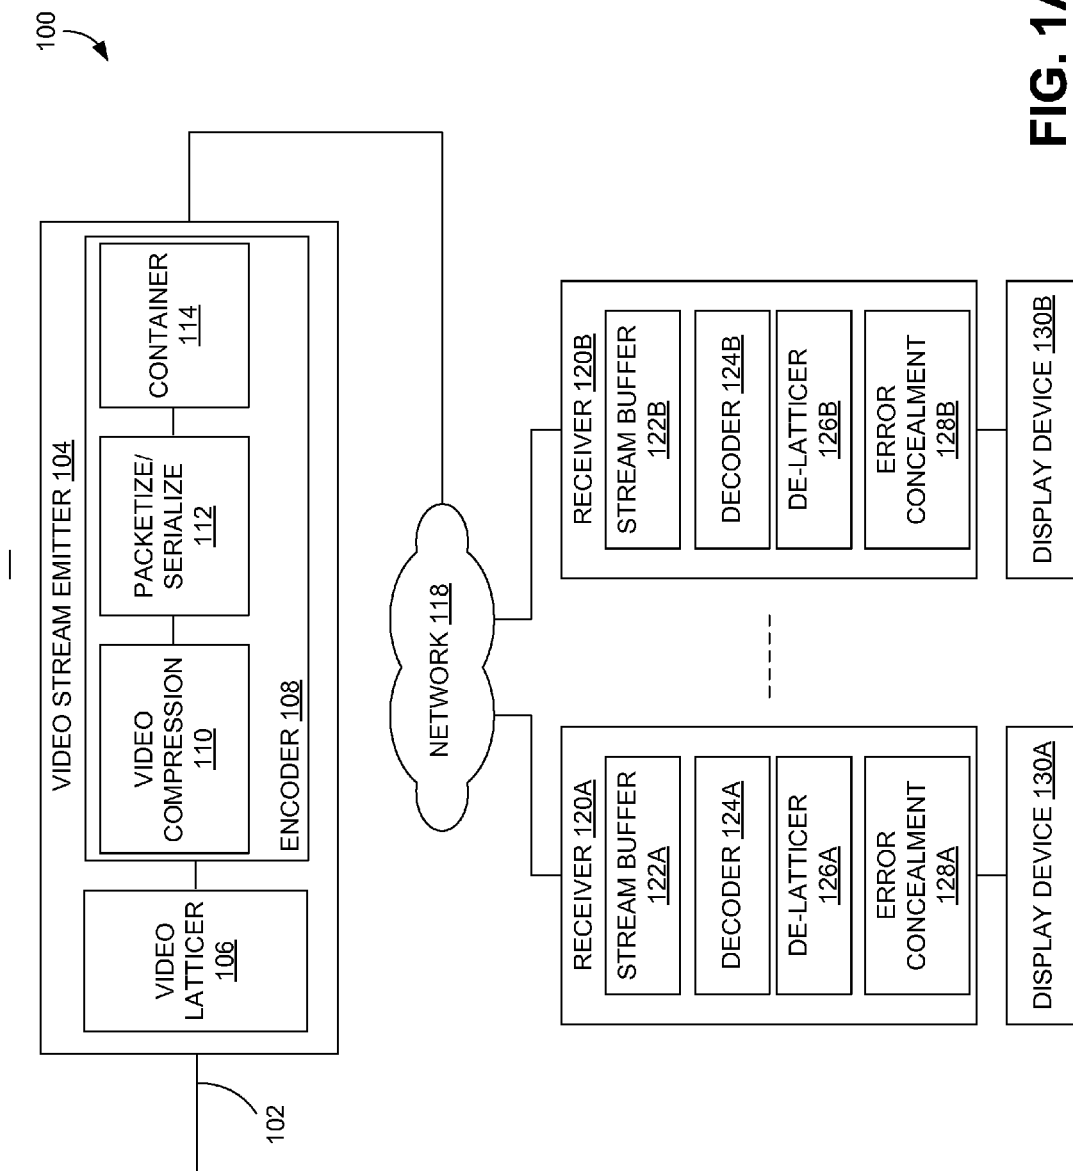 100
102
VIDEO STREAM EMITTER 104
VIDEO
LATTICER
106
VIDEO
COMPRESSION
110
PACKETIZE/
SERIALIZE
112
CONTAINER
114
ENCODER 108
NETWORK 118
RECEIVER 120A
STREAM BUFFER
122A
DECODER 124A
DE-LATTICER
126A
ERROR
CONCEALMENT
128A
DISPLAY DEVICE 130A
RECEIVER 120B
STREAM BUFFER
122B
DECODER 124B
DE-LATTICER
126B
ERROR
CONCEALMENT
128B
DISPLAY DEVICE 130B
FIG. 1A